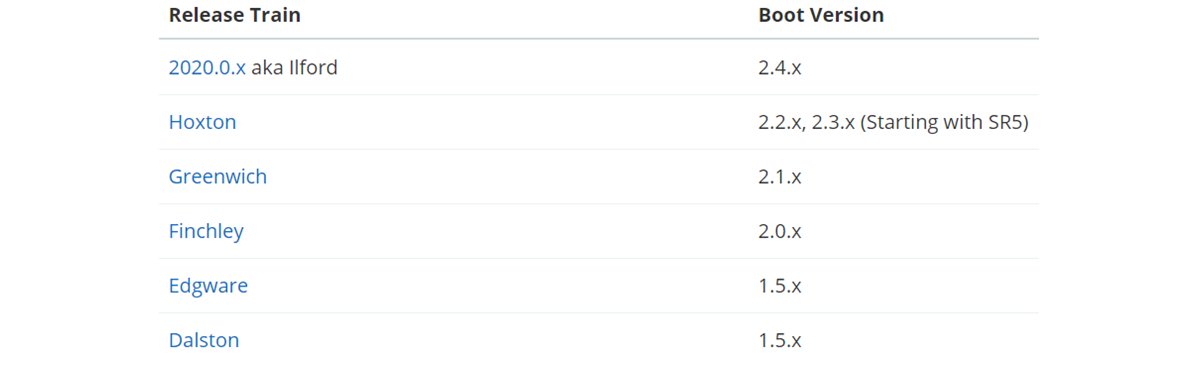 Release Train Boot Version
2020.0.x aka Ilford 2.4.x
Hoxton 2.2.x, 2.3.x (Starting with SR5)
Greenwich 2.1.x
Finchley 2.0.x
Edgware 1.5.x
Dalston 1.5.x